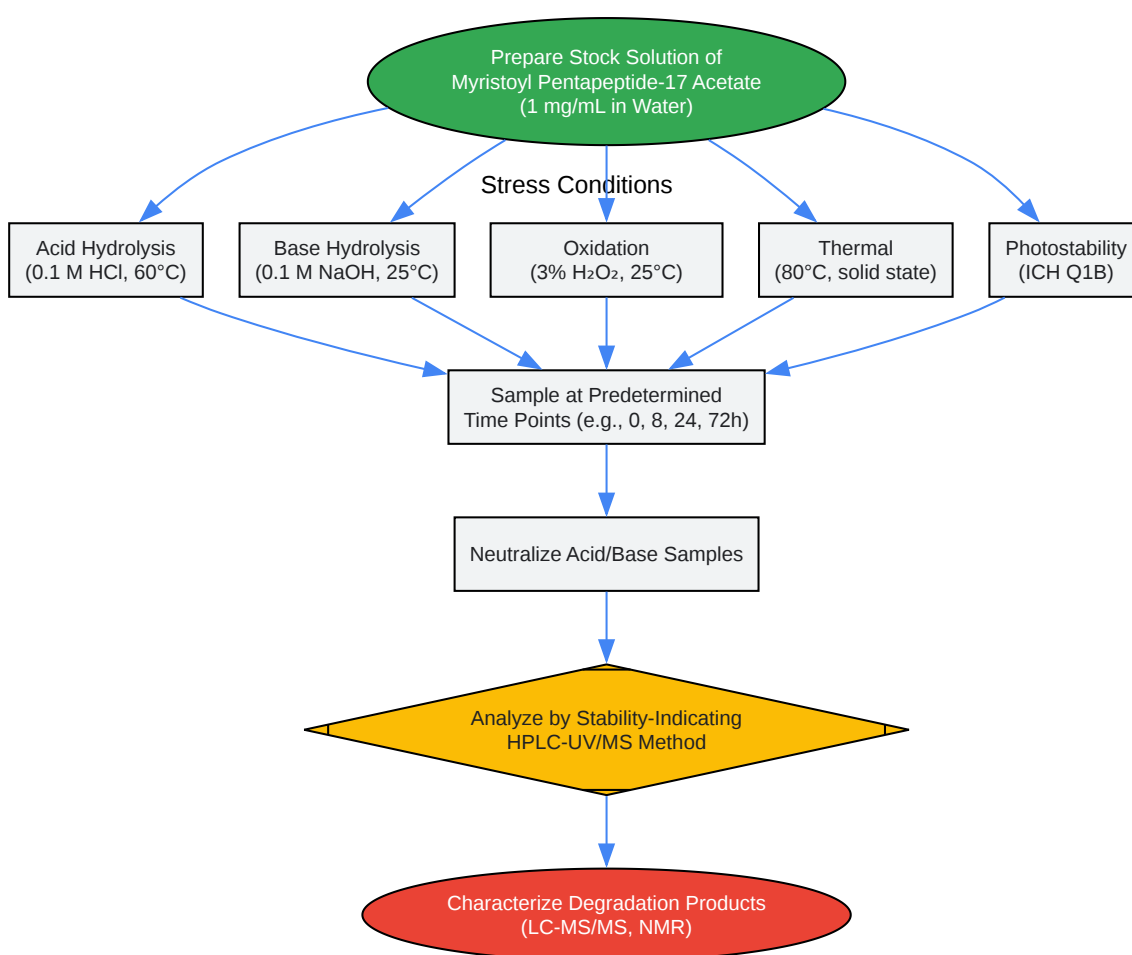 Prepare Stock Solution of
Myristoyl Pentapeptide-17 Acetate
(1 mg/mL in Water)
Stress Conditions
Acid Hydrolysis
(0.1 M HCl, 60°C)
Base Hydrolysis
(0.1 M NaOH, 25°C)
Oxidation
(3% H₂O₂, 25°C)
Thermal
(80°C, solid state)
Photostability
(ICH Q1B)
Sample at Predetermined
Time Points (e.g., 0, 8, 24, 72h)
Neutralize Acid/Base Samples
Analyze by Stability-Indicating
HPLC-UV/MS Method
Characterize Degradation Products
(LC-MS/MS, NMR)